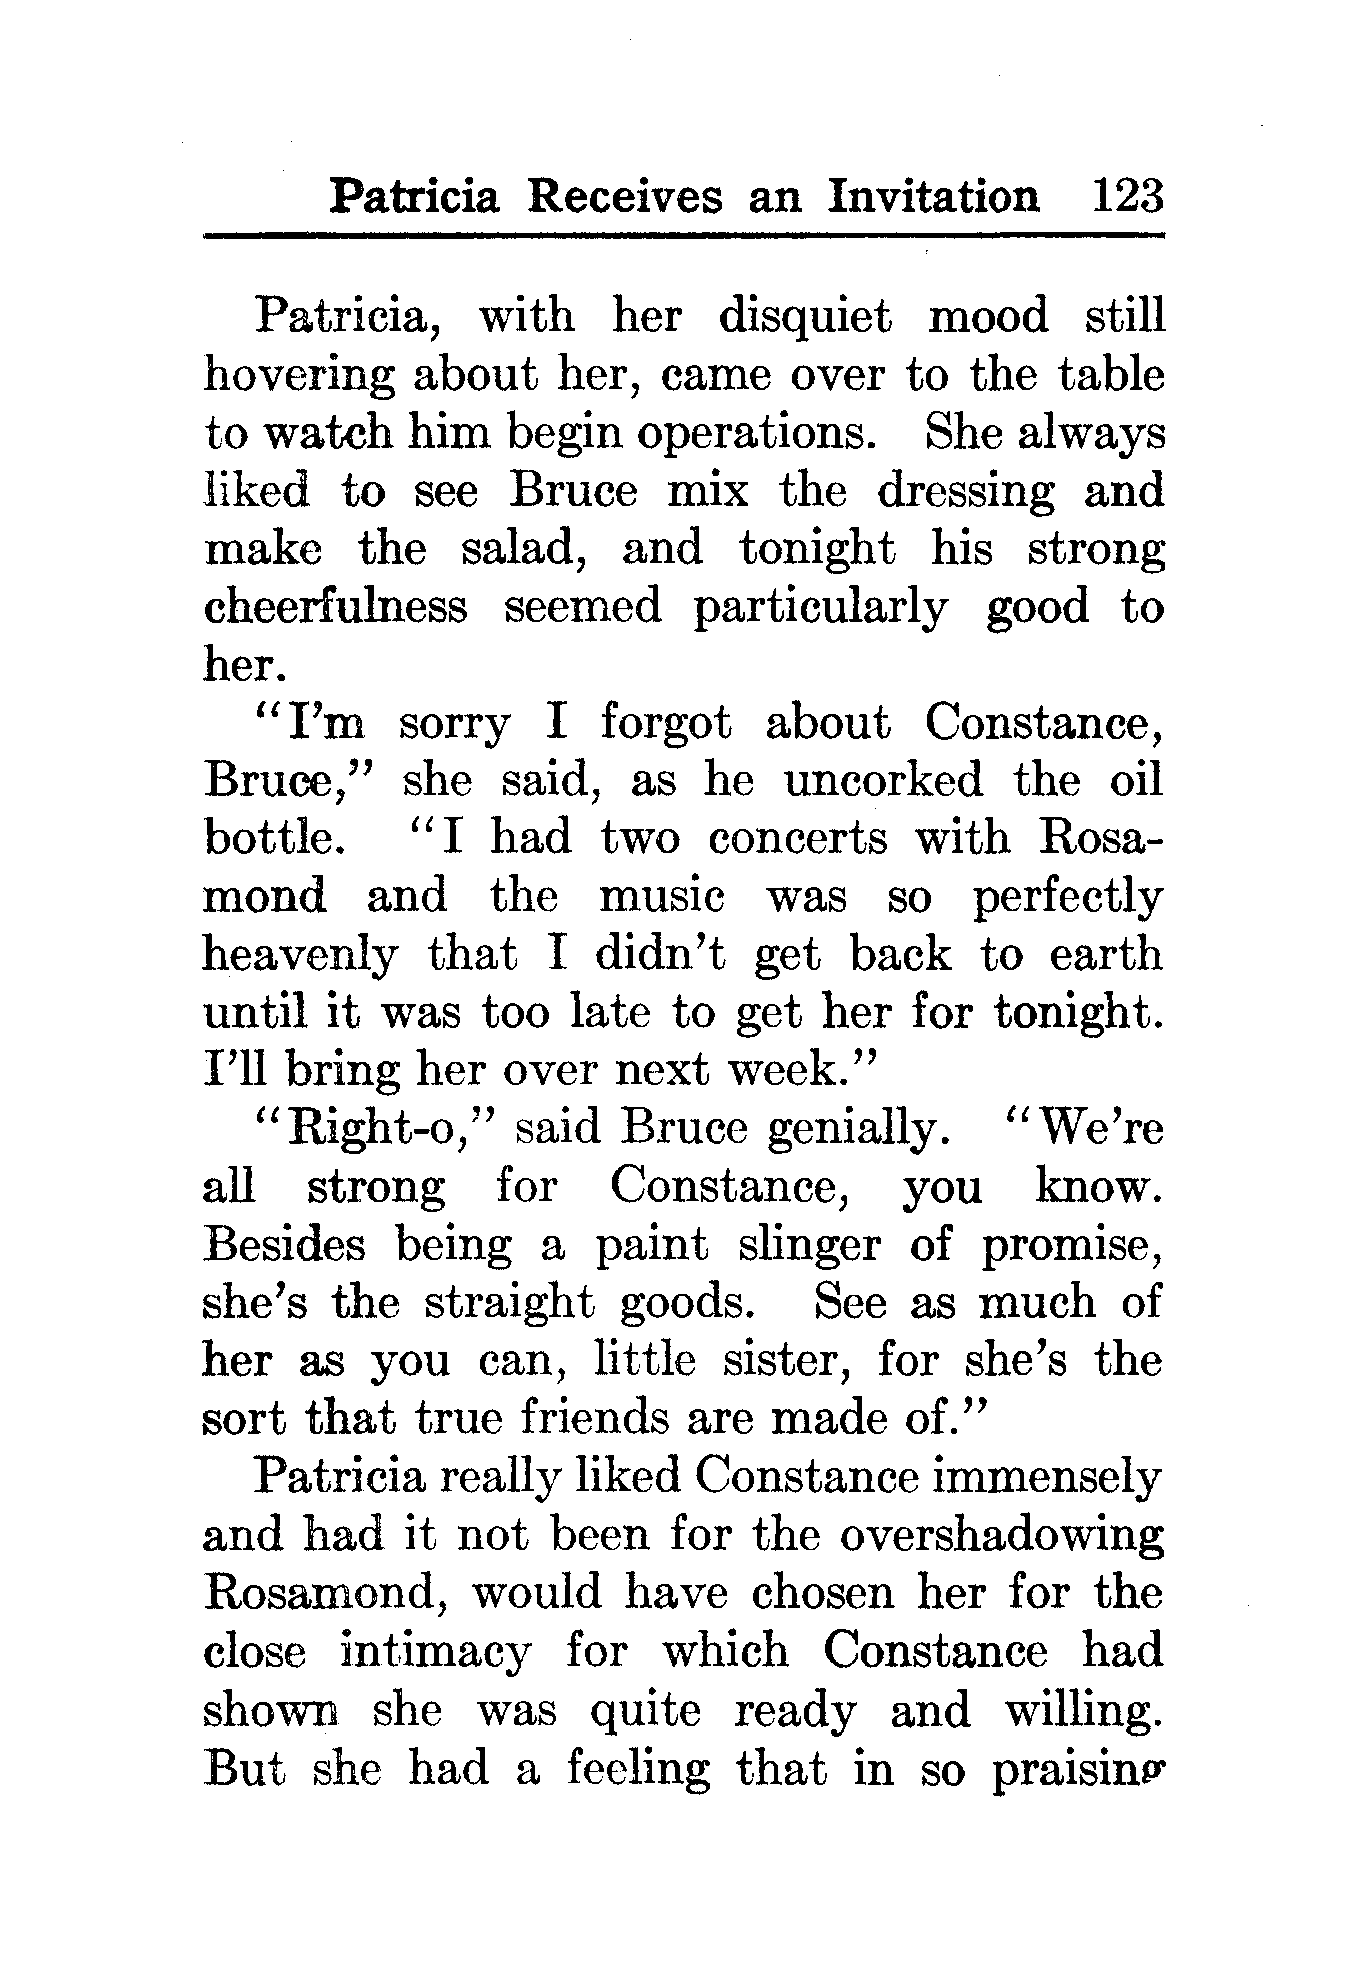 Patricia Receives an Invitation 123
Patricia, with her disquiet mood still
hovering about her, came over to the table
to watch him begin operations. She always
liked to see Bruce mix the dressing and
make the salad, and tonight his strong
cheerfulness seemed particularly good to
her.
"I'm sorry I forgot about Constance,
Bruce," she said, as he uncorked the oil
bottle. "I had two concerts with Rosa-
mond and the music was so perfectly
heavenly that I didn't get back to earth
until it was too late to get her for tonight.
I'll bring her over next week."
"Right-o," said Bruce genially. "We're
all strong for Constance, you know.
Besides being a paint slinger of promise,
she's the straight goods. See as much of
her as you can, little sister, for she's the
sort that true friends are made of."
Patricia really liked Constance immensely
and had it not been for the overshadowing
Rosamond, would have chosen her for the
close intimacy for which Constance had
shown she was quite ready and willing.
But she had a feeling that in so praising